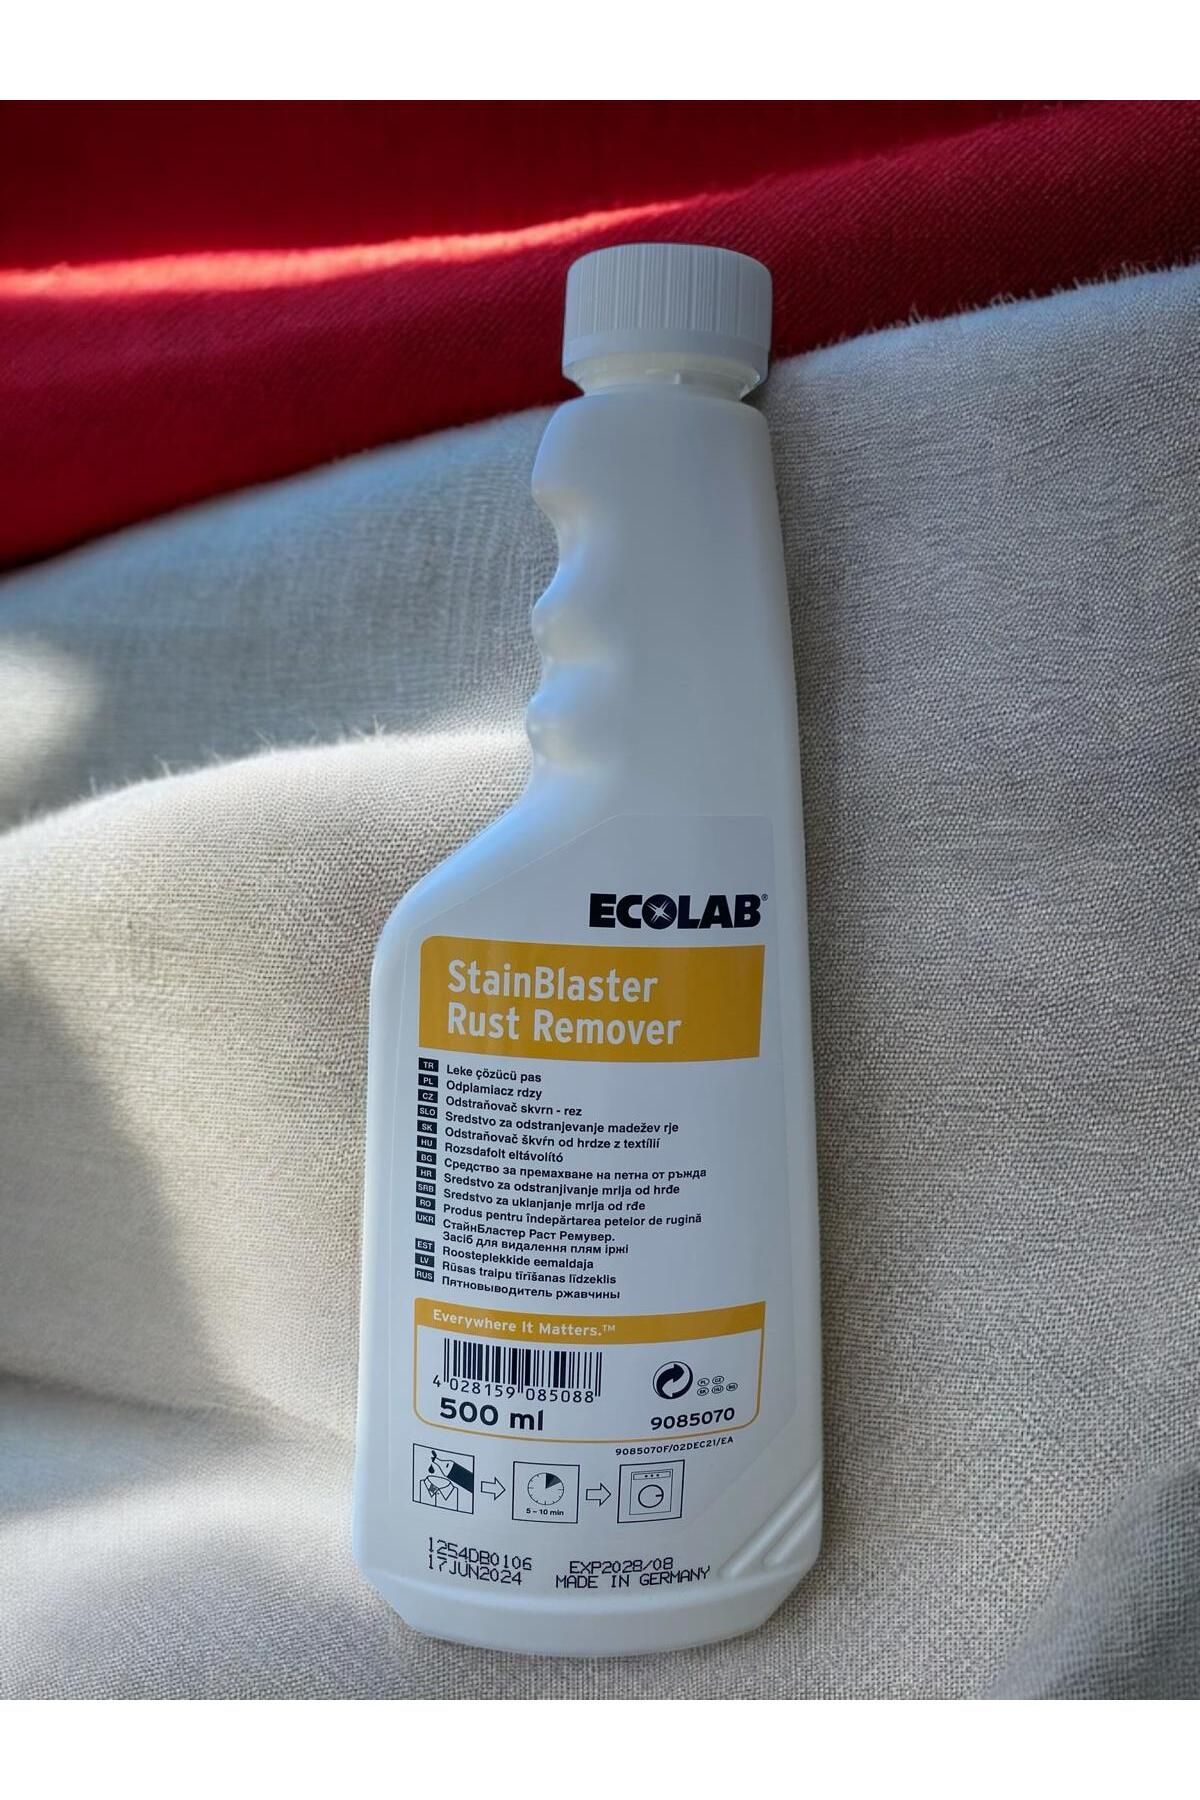 ECOLAB®
StainBlaster
Rust Remover
TR Leke çözücü pas
PL Odplamiacz rdzy
CZ Odstraňovač skvrn - rez
SLO Sredstvo za odstranjevanje madežev rje
SK Odstraňovač škvŕn od hrdze z textílií
HU Rozsdafolt eltávolító
BG Средство за премахване на петна от ръжда
HR Sredstvo za odstranjivanje mrlja od hrđe
SRB Sredstvo za uklanjanje mrlja od rđe
RO Produs pentru îndepărtarea petelor de rugină
UKR СтайнБластер Раст Ремувер.
Засіб для видалення плям іржі
EST Roosteplekkide eemaldaja
LV Rūsas traipu tīrīšanas līdzeklis
RUS Пятновыводитель ржавчины
Everywhere It Matters.™
4 028159 085088
PL CZ
500 ml
9085070
9085070F/02DEC21/EA
5 – 10 min
1254DB0106
17JUN2024
EXP2028/08
MADE IN GERMANY